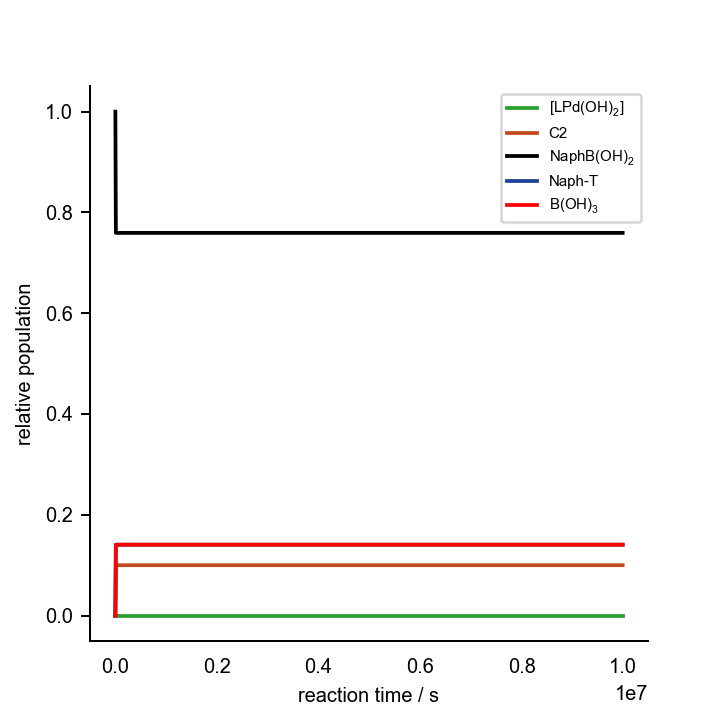 1.0
0.8
0.6
0.4
0.2
0.0
relative population
[LPd(OH)₂]
C2
NaphB(OH)₂
Naph-T
B(OH)₃
0.0 0.2 0.4 0.6 0.8 1.0
1e7
reaction time / s